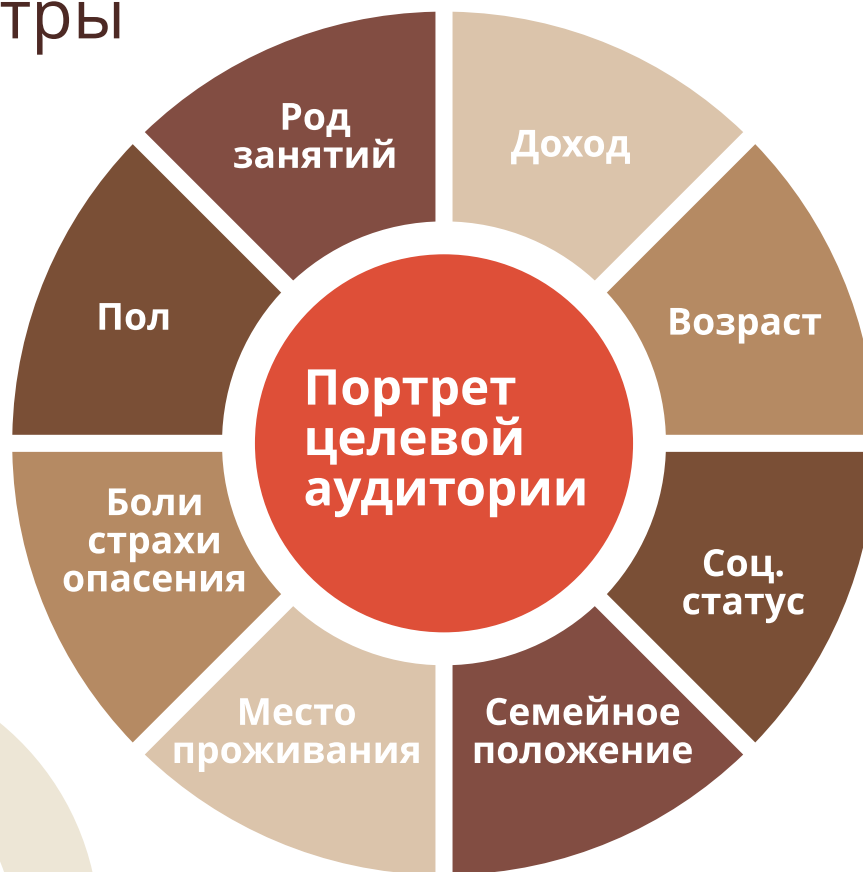 тры
Род
занятий
Доход
Возраст
Соц.
статус
Семейное
положение
Место
проживания
Боли
страхи
опасения
Пол
Портрет
целевой
аудитории